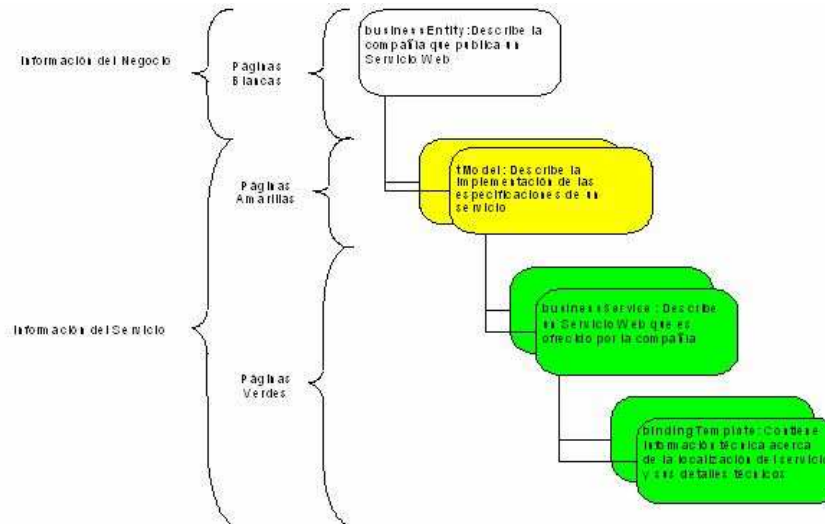 businessEntity: Describe la
compañía que publica un
Servicio Web
Información del Negocio
Páginas
Blancas
tModel: Describe la
Implementación de las
especificaciones de un
servicio
Páginas
Amarillas
businessService: Describe
un Servicio Web que es
ofrecido por la compañía
Información del Servicio
Páginas
Verdes
bindingTemplate: Contiene
información técnica acerca
de la localización del servicio
y sus detalles técnicos